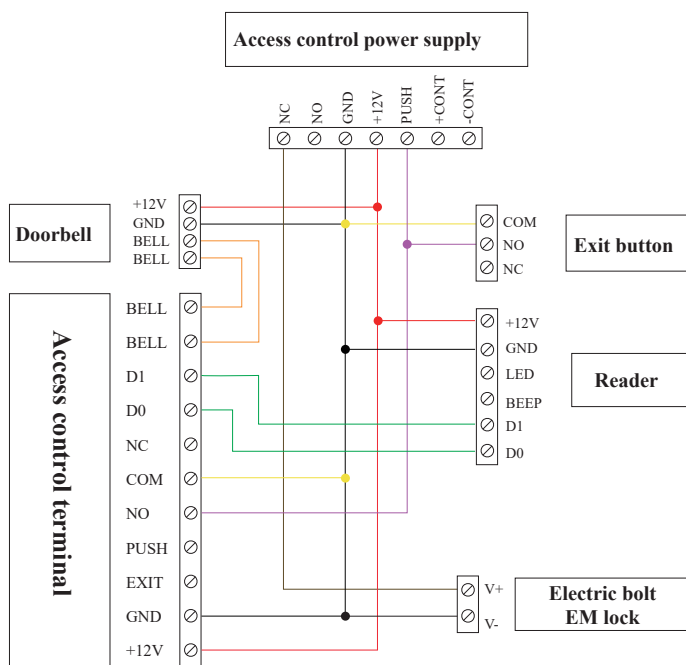 Access control power supply
NC
NO
GND
+12V
PUSH
+CONT
-CONT
Doorbell
+12V
GND
BELL
BELL
COM
NO
NC
Exit button
Access control terminal
BELL
BELL
D1
D0
NC
COM
NO
PUSH
EXIT
GND
+12V
+12V
GND
LED
BEEP
D1
D0
Reader
V+
V-
Electric bolt
EM lock